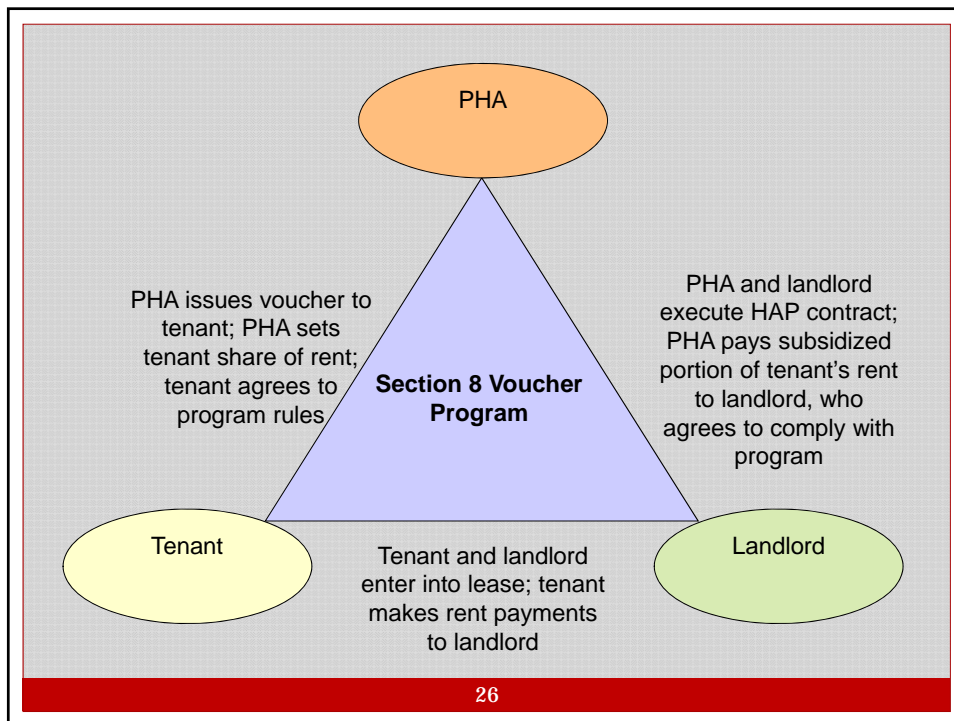 PHA
PHA issues voucher to
tenant; PHA sets
tenant share of rent;
tenant agrees to
program rules
Section 8 Voucher
Program
PHA and landlord
execute HAP contract;
PHA pays subsidized
portion of tenant’s rent
to landlord, who
agrees to comply with
program
Tenant
Tenant and landlord
enter into lease; tenant
makes rent payments
to landlord
Landlord
26